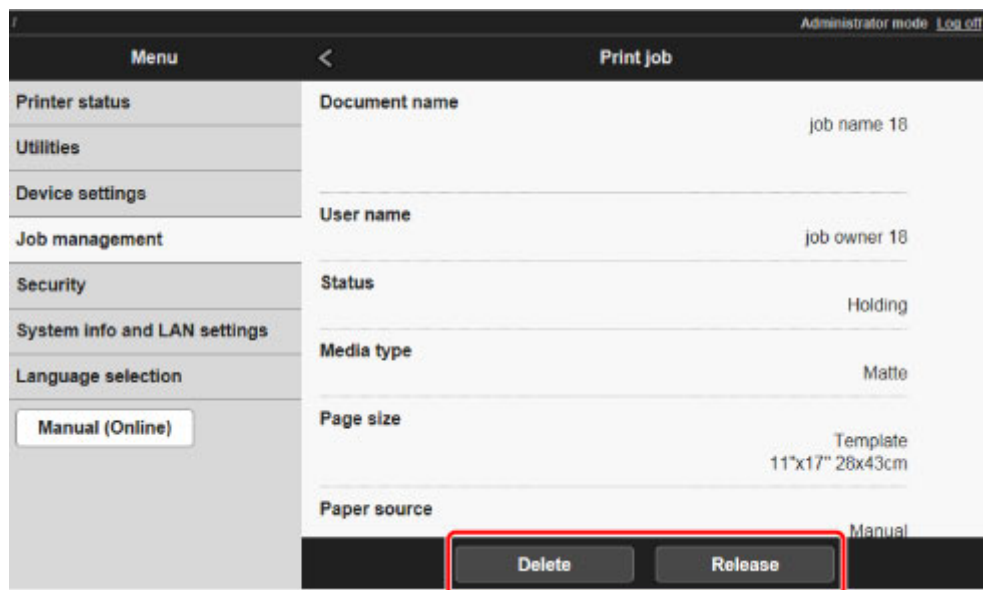 /
Administrator mode Log off
Menu
<
Print job
Printer status
Utilities
Device settings
Job management
Security
System info and LAN settings
Language selection
Manual (Online)
Document name
job name 18
User name
job owner 18
Status
Holding
Media type
Matte
Page size
Template
11"x17" 28x43cm
Paper source
Manual
Delete
Release